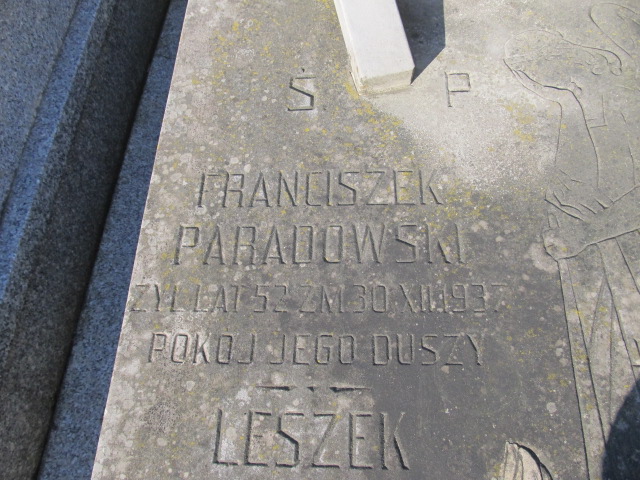 Ś. P
FRANCISZEK
PARADOWSKI
ŻYŁ LAT 52 ZM. 30 XII.1937
POKÓJ JEGO DUSZY
LESZEK